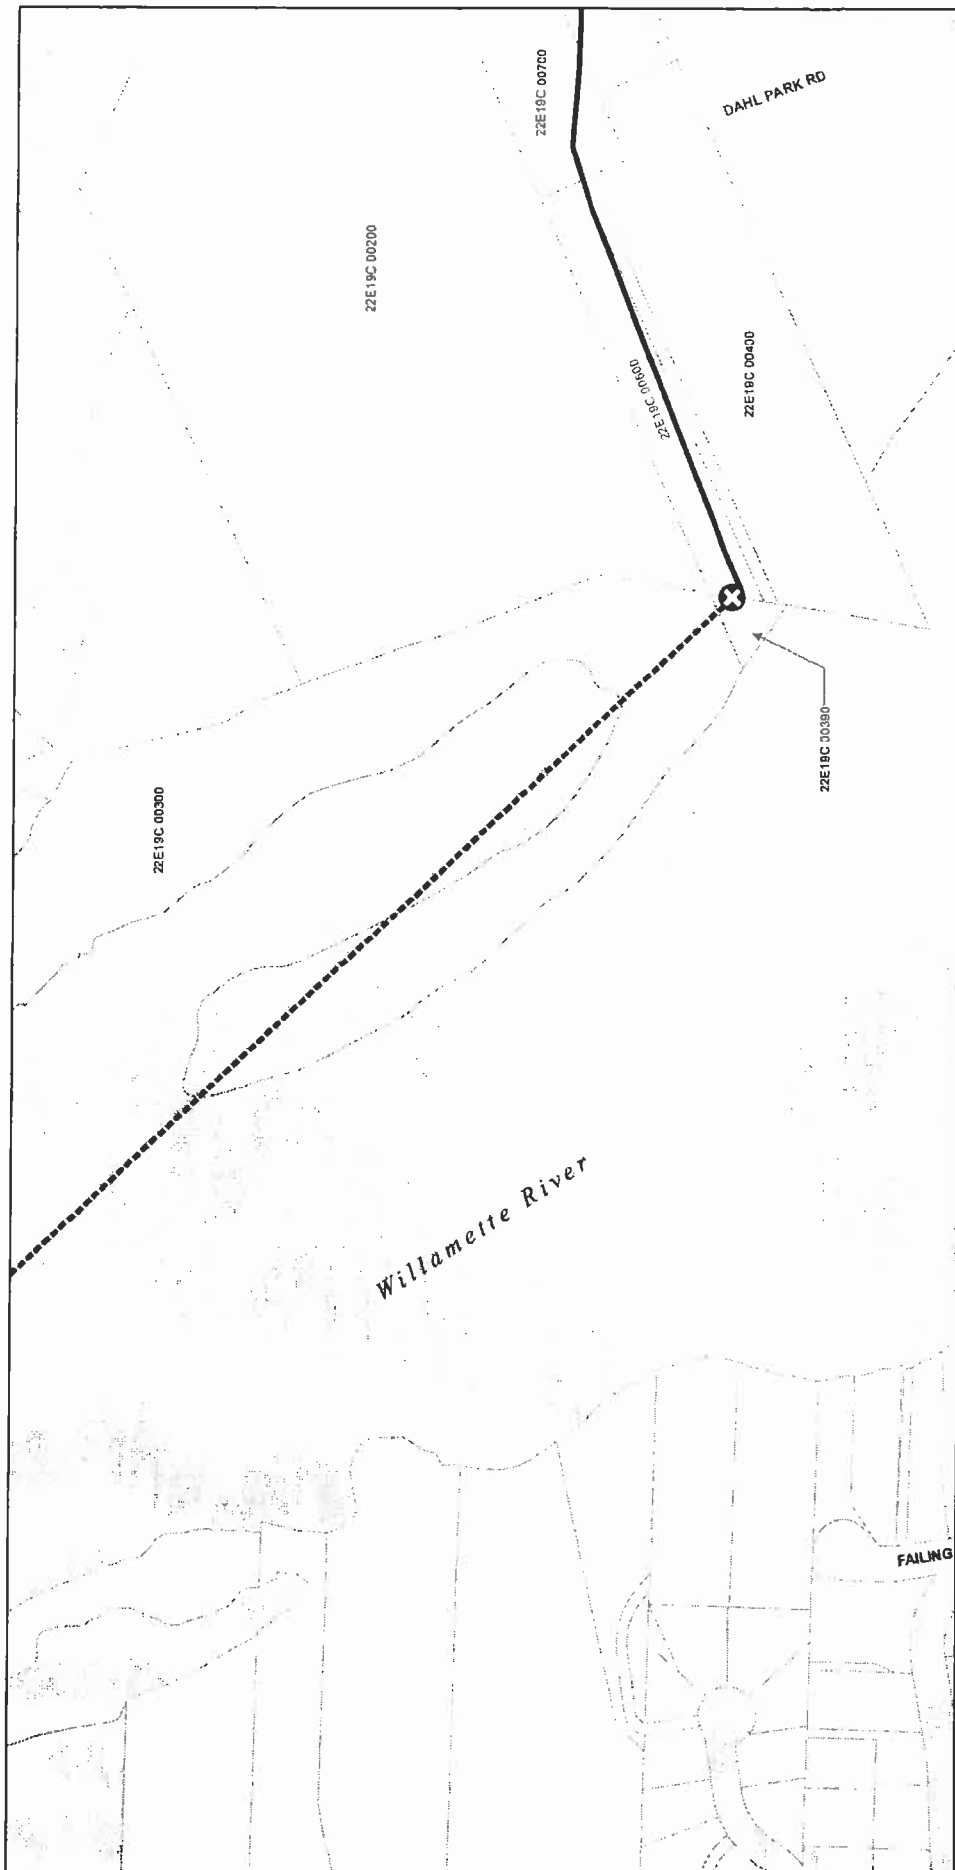 22E19C 00700
DAHL PARK RD
22E19C 00200
22E19C 00400
22E19C 00600
22E19C 00390
22E19C 00300
Willamette River
FAILING